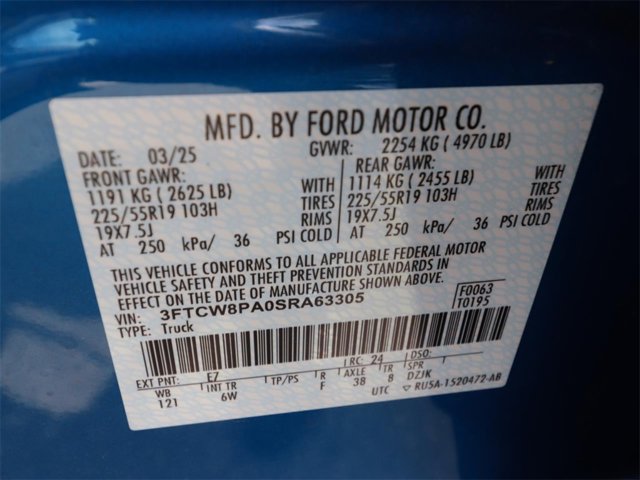 MFD. BY FORD MOTOR CO.
DATE: 03/25 GVWR: 2254 KG ( 4970 LB)
FRONT GAWR: REAR GAWR:
1191 KG ( 2625 LB) WITH 1114 KG ( 2455 LB) WITH
225/55R19 103H TIRES 225/55R19 103H TIRES
19X7.5J RIMS 19X7.5J RIMS
AT 250 kPa/ 36 PSI COLD AT 250 kPa/ 36 PSI COLD
THIS VEHICLE CONFORMS TO ALL APPLICABLE FEDERAL MOTOR
VEHICLE SAFETY AND THEFT PREVENTION STANDARDS IN
EFFECT ON THE DATE OF MANUFACTURE SHOWN ABOVE.
VIN: 3FTCW8PA0SRA63305 F0063
TYPE: Truck T0195
EXT PNT: E7 RC: 24 DSO:
WB INT TR TP/PS R AXLE TR SPR
121 6W F 38 8 DZJK
UTC ▽ RU5A-1520472-AB